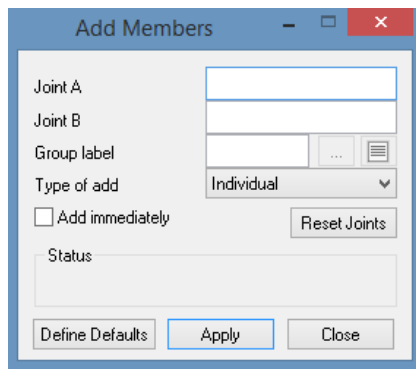 Add Members
Joint A
Joint B
Group label ...
Type of add Individual
Add immediately Reset Joints
Status
Define Defaults Apply Close